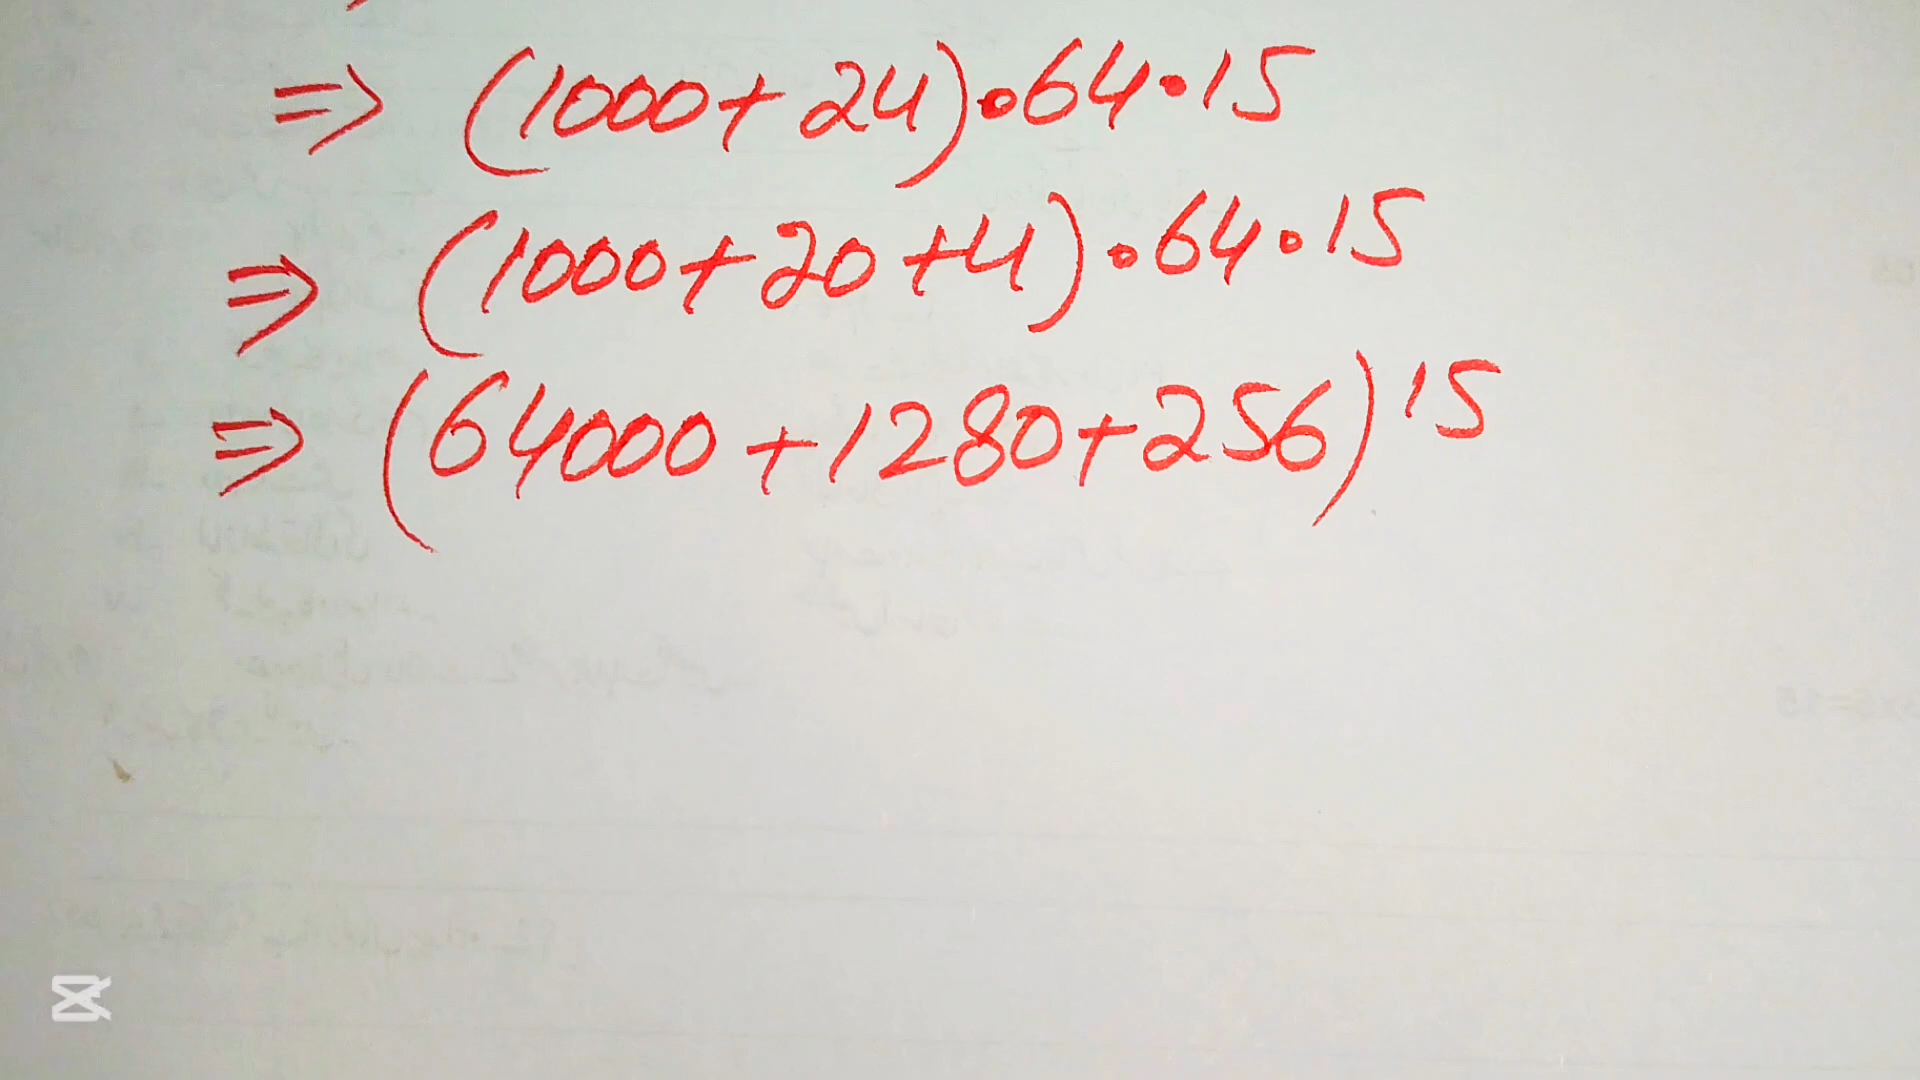 ⇒ (1000+24)•64•15
⇒ (1000+20+4)•64•15
⇒ (64000+1280+256)15